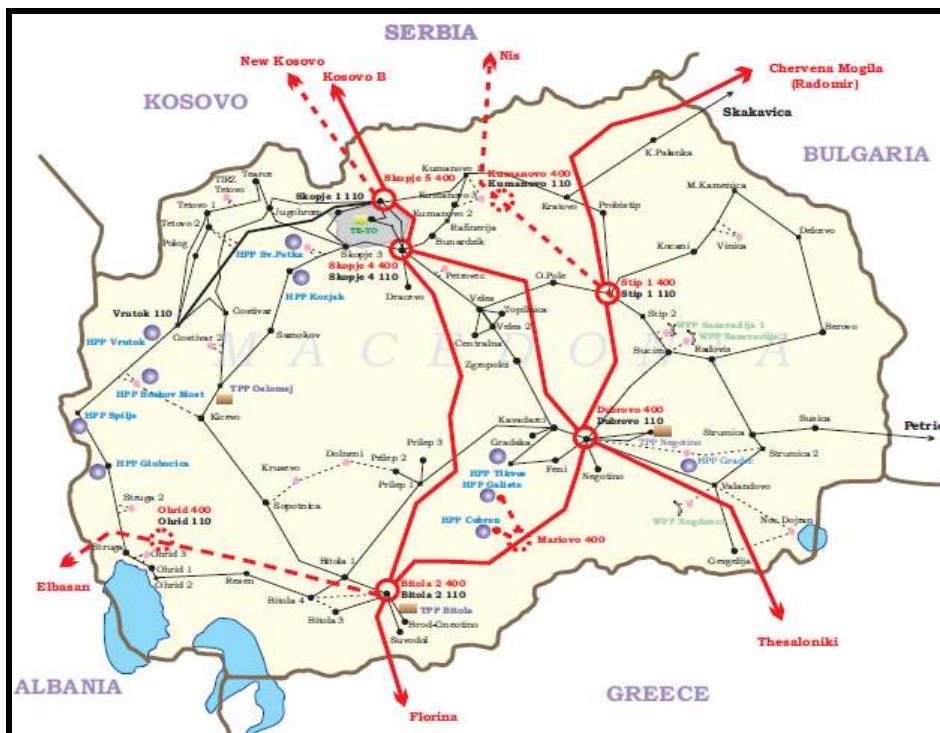 SERBIA
New Kosovo
Kosovo B
Nis
Chervena Mogila
(Radomir)
KOSOVO
Skakavica
BULGARIA
K.Palanka
TIRZ
Tetovo
Tetovo 1
Tetovo 2
Polog
Jugohrom
Skopje 1 110
Skopje 5 400
TE-TO
Skopje 3
Skopje 4 400
Skopje 4 110
Kumanovo 2
Kumanovo 400
Kumanovo 110
Rafinerija
Bunardzik
Kratovo
Probistip
M.Kamenica
Delcevo
Kocani
Vinica
HPP Sv.Petka
HPP Kozjak
Dracevo
Petrovec
O.Pole
Stip 1 400
Stip 1 110
Stip 2
Vrutok 110
HPP Vrutok
Gostivar
Gostivar 2
Samokov
Veles
Topilnica
Veles 2
Centralna
Zgropolci
Bucim
Radovis
Berovo
MACEDONIA
HPP Boskov Most
TPP Oslomej
Kicevo
HPP Spilje
HPP Globocica
Kavadarci
Gradska
Dubrovo 400
Dubrovo 110
TPP Negotino
Strumica
Strumica 2
Susica
HPP Gradec
Prilep 3
Prilep 2
Prilep 1
Dolneni
Krusevo
Sopotnica
HPP Tikves
Feni
Negotino
HPP Galiste
HPP Cebren
Mariovo 400
Valandovo
WPP Bogdanci
Nov.Dojran
Gevgelija
Struga 2
Ohrid 400
Ohrid 110
Struga
Ohrid 3
Ohrid 1
Ohrid 2
Resen
Elbasan
Bitola 1
Bitola 4
Bitola 3
Bitola 2 400
Bitola 2 110
TPP Bitola
Brod-Gneotino
Suvodol
Thesaloniki
ALBANIA
GREECE
Florina